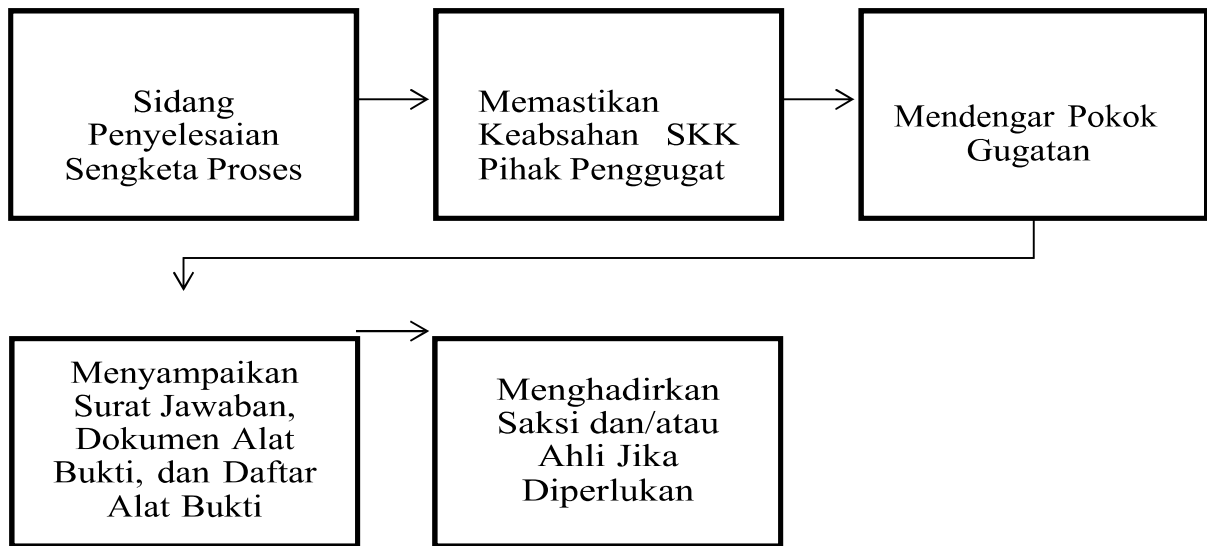 Sidang
Penyelesaian
Sengketa Proses
Memastikan
Keabsahan SKK
Pihak Penggugat
Mendengar Pokok
Gugatan
Menyampaikan
Surat Jawaban,
Dokumen Alat
Bukti, dan Daftar
Alat Bukti
Menghadirkan
Saksi dan/atau
Ahli Jika
Diperlukan